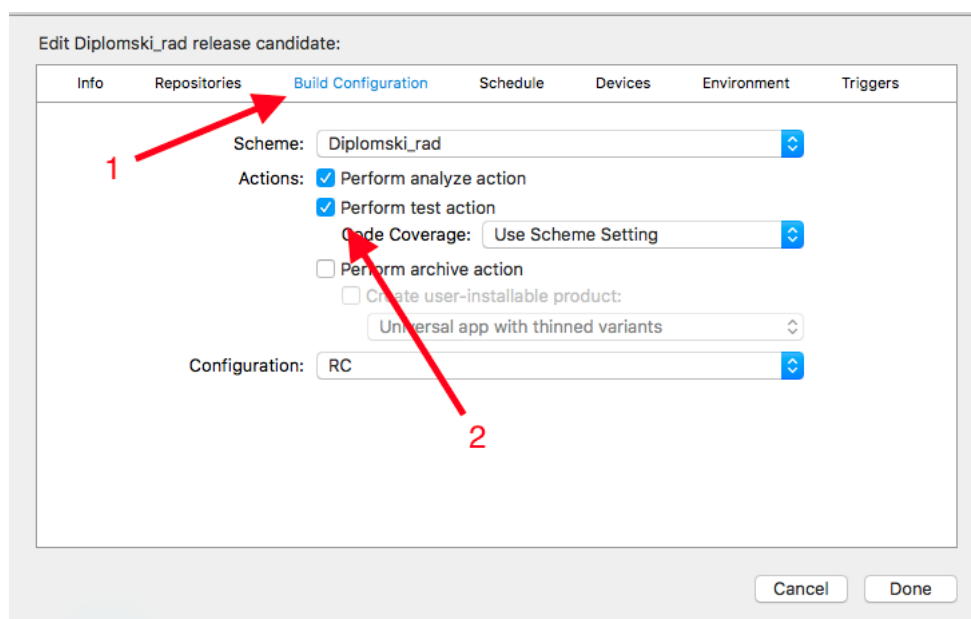 Edit Diplomski_rad release candidate:
Info Repositories Build Configuration Schedule Devices Environment Triggers
1
Scheme: Diplomski_rad
Actions: Perform analyze action
Perform test action
Code Coverage: Use Scheme Setting
Perform archive action
Create user-installable product:
Universal app with thinned variants
Configuration: RC
2
Cancel Done